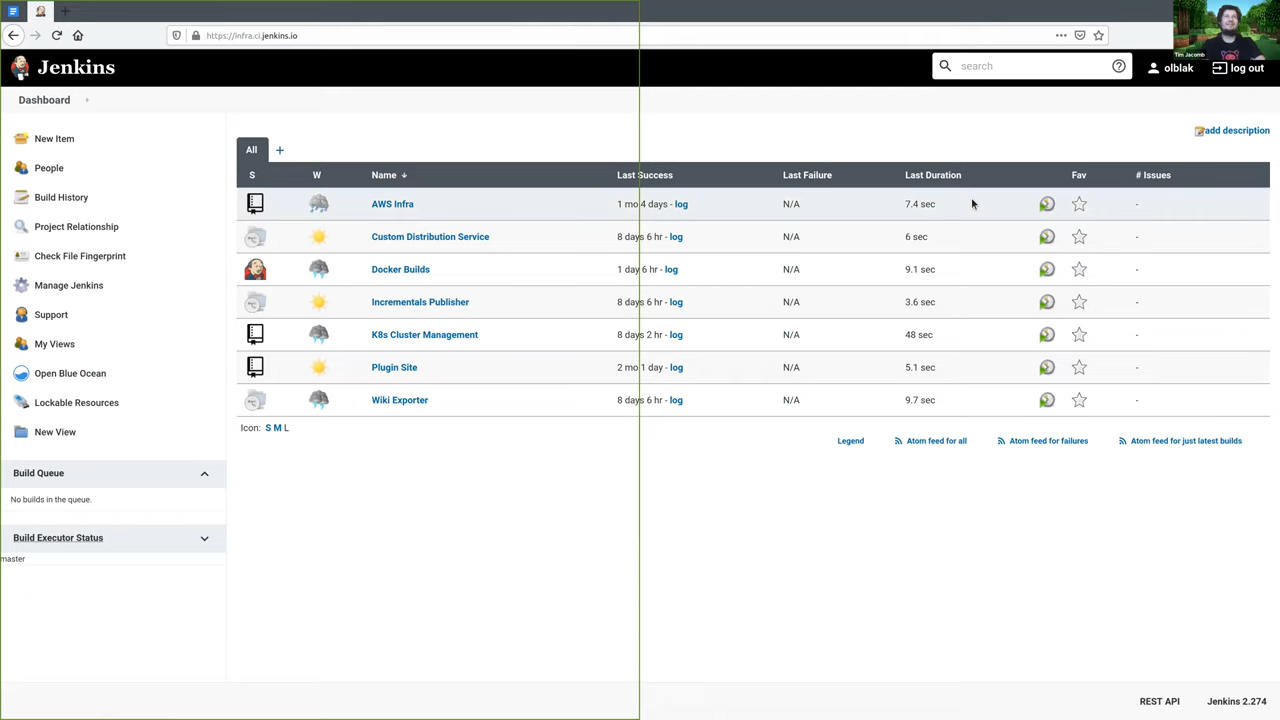 https://infra.ci.jenkins.io
Tim Jacomb
Jenkins
search
olblak
log out
Dashboard
add description
New Item
People
Build History
Project Relationship
Check File Fingerprint
Manage Jenkins
Support
My Views
Open Blue Ocean
Lockable Resources
New View
Build Queue
No builds in the queue.
Build Executor Status
master
All +
S W Name ↓ Last Success Last Failure Last Duration Fav # Issues
AWS Infra 1 mo 4 days - log N/A 7.4 sec -
Custom Distribution Service 8 days 6 hr - log N/A 6 sec -
Docker Builds 1 day 6 hr - log N/A 9.1 sec -
Incrementals Publisher 8 days 6 hr - log N/A 3.6 sec -
K8s Cluster Management 8 days 2 hr - log N/A 48 sec -
Plugin Site 2 mo 1 day - log N/A 5.1 sec -
Wiki Exporter 8 days 6 hr - log N/A 9.7 sec -
Icon: S M L
Legend Atom feed for all Atom feed for failures Atom feed for just latest builds
REST API Jenkins 2.274